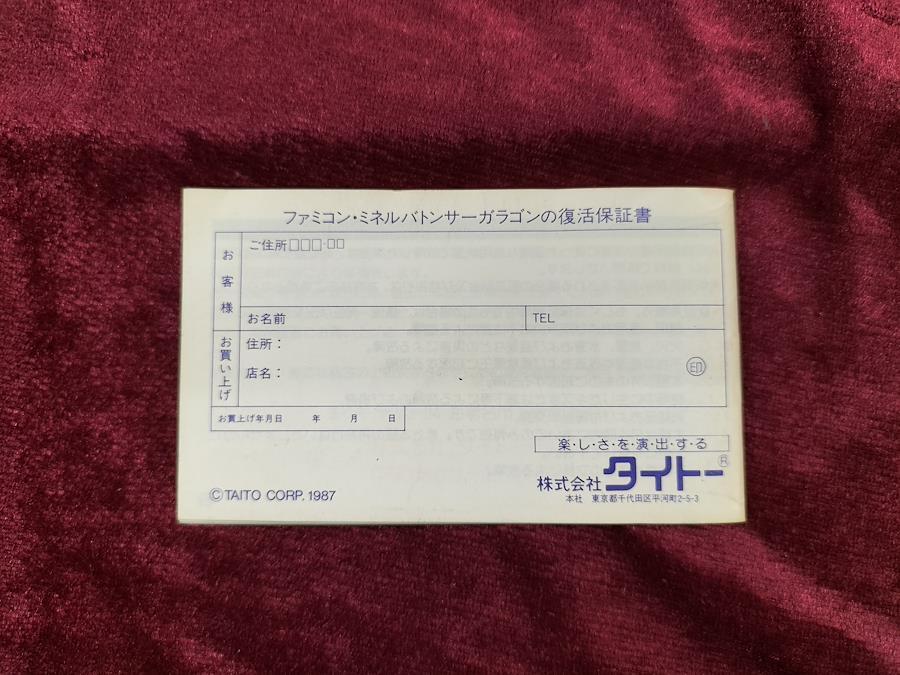 ファミコン・ミネルバトンサーガラゴンの復活保証書
お客様
ご住所□□□-□□
お名前
TEL
お買い上げ
住所：
店名：
印
お買上げ年月日 年 月 日
楽・し・さ・を・演・出・す・る
株式会社タイトー®
本社 東京都千代田区平河町2-5-3
©TAITO CORP. 1987